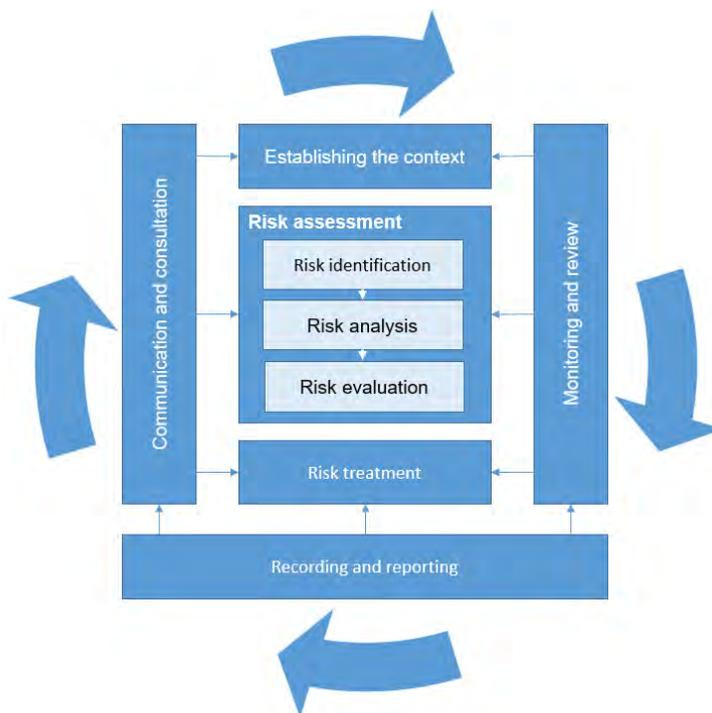 Establishing the context
Communication and consultation
Risk assessment
Risk identification
Risk analysis
Risk evaluation
Monitoring and review
Risk treatment
Recording and reporting